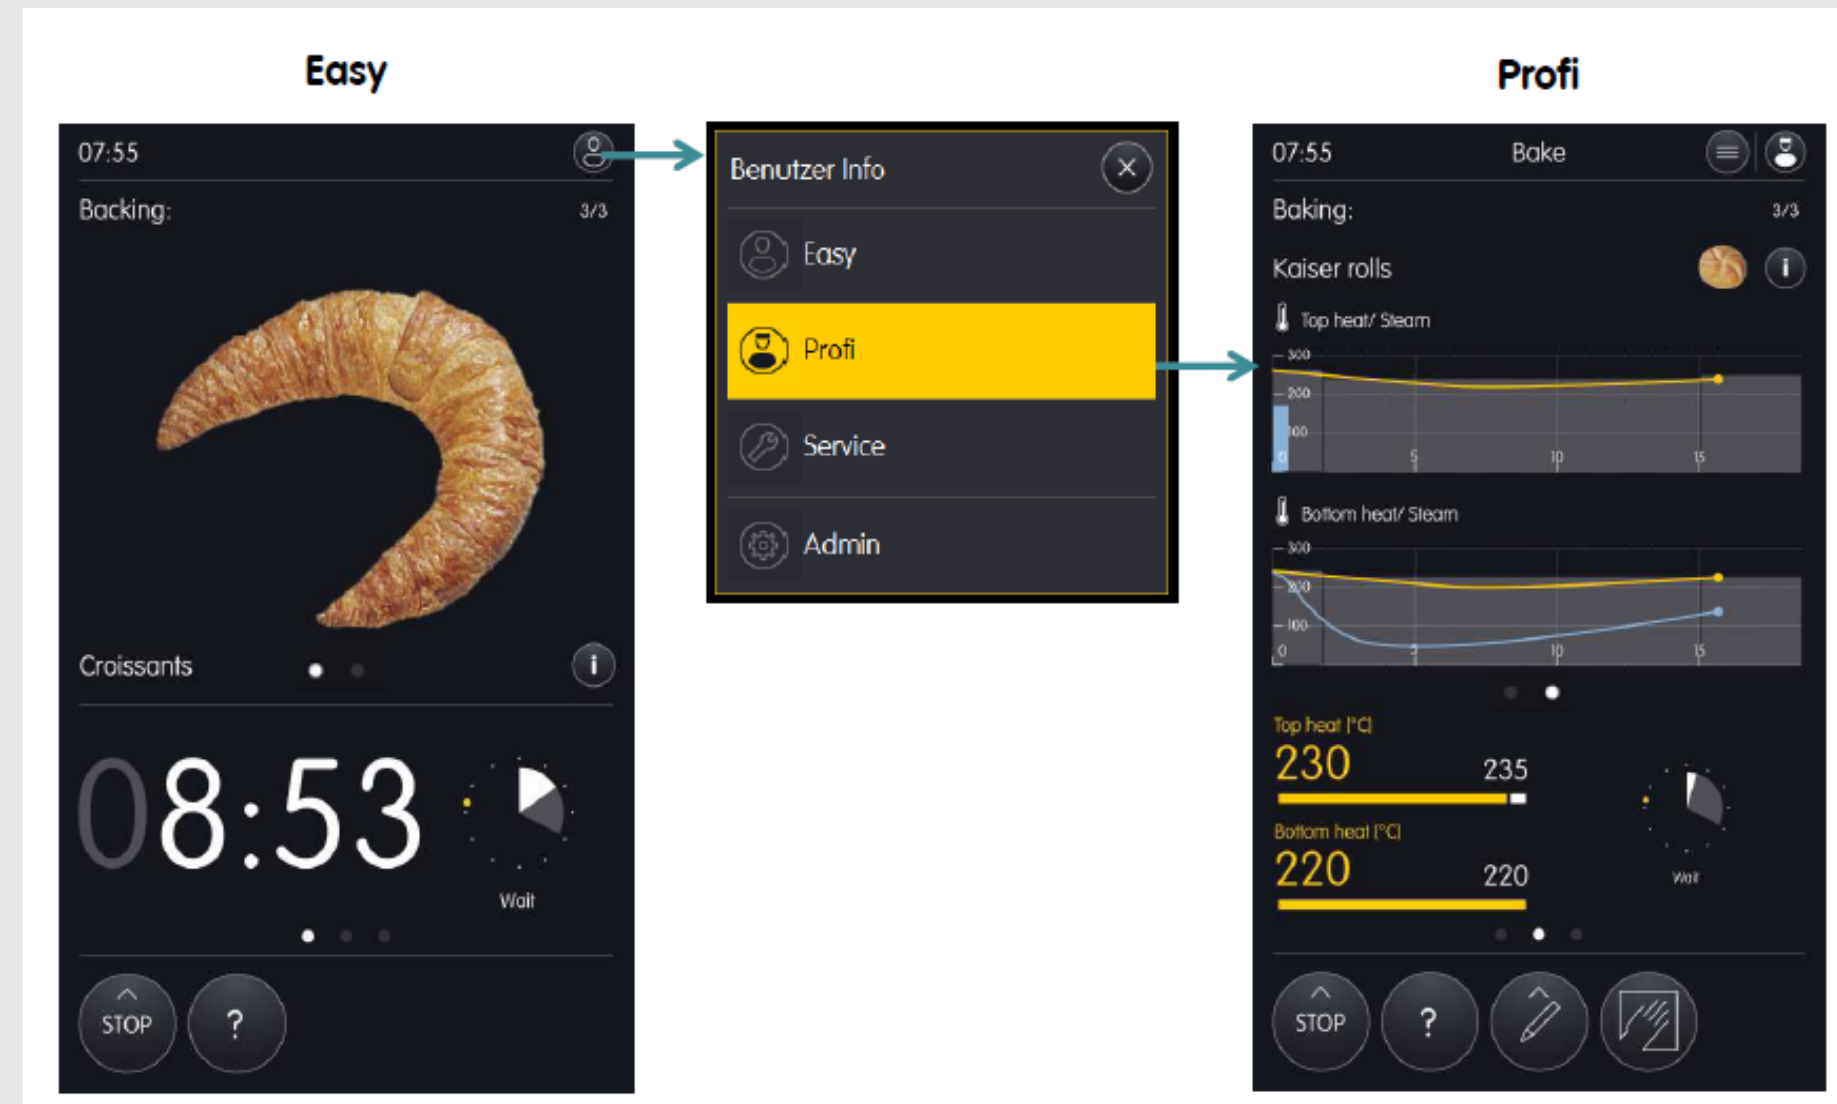 Easy
07:55
Backing:
3/3
Croissants
i
08:53
Wait
STOP
?
Benutzer Info
Easy
Profi
Service
Admin
Profi
07:55
Bake
Baking:
3/3
Kaiser rolls
i
Top heat/ Steam
300
200
100
0
5
10
15
Bottom heat/ Steam
300
200
100
0
5
10
15
Top heat [°C]
230
235
Bottom heat [°C]
220
220
Wait
STOP
?